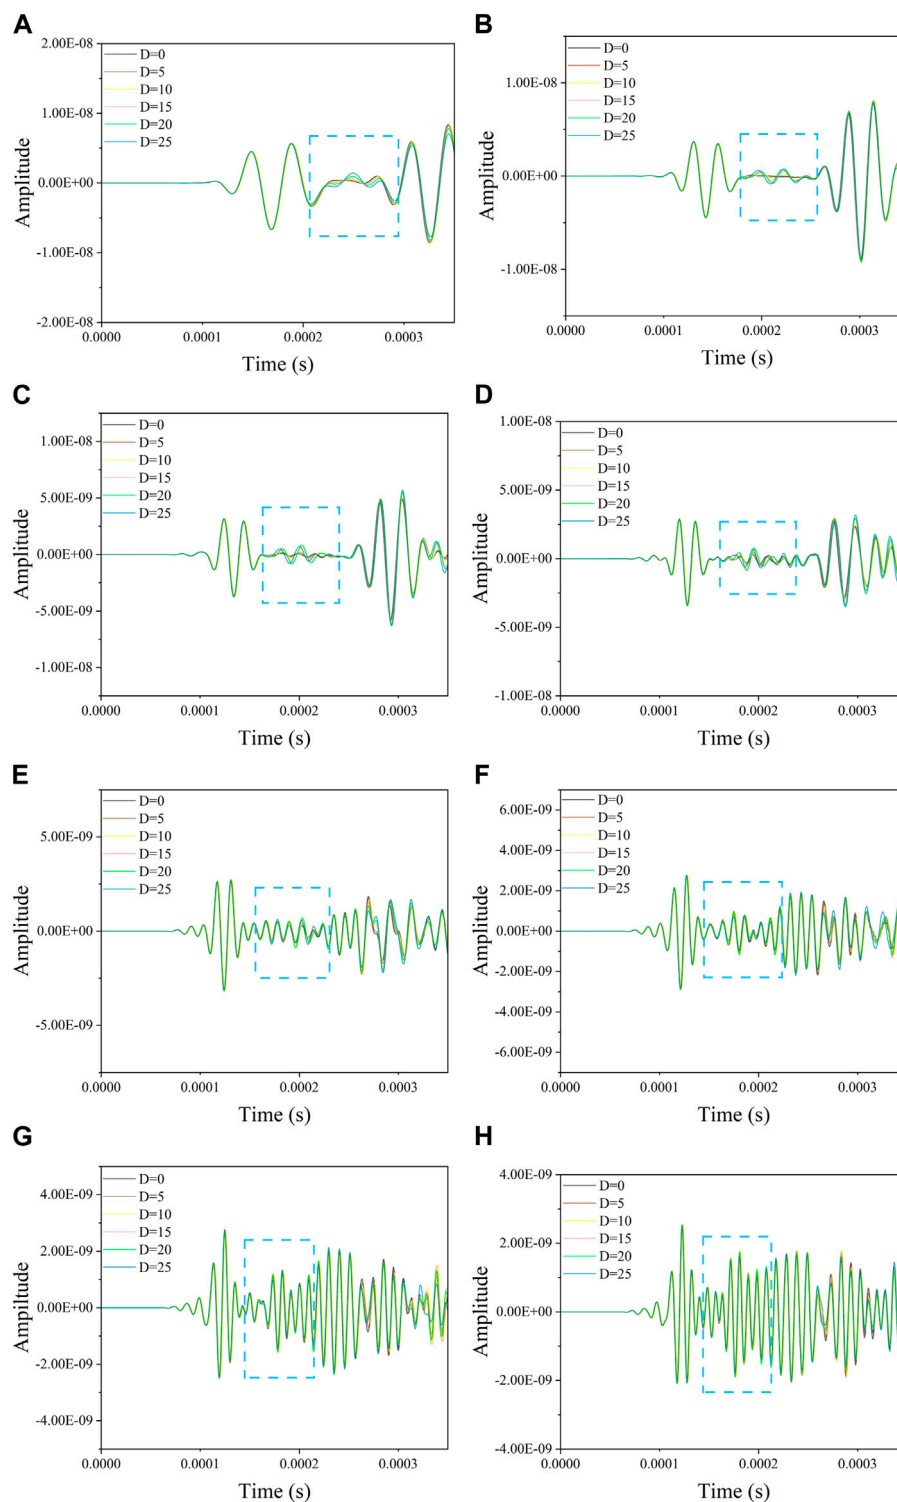 A
2.00E-08
1.00E-08
0.00E+00
-1.00E-08
-2.00E-08
D=0
D=5
D=10
D=15
D=20
D=25
Amplitude
0.0000
0.0001
0.0002
0.0003
Time (s)
B
1.00E-08
0.00E+00
-1.00E-08
D=0
D=5
D=10
D=15
D=20
D=25
Amplitude
0.0000
0.0001
0.0002
0.0003
Time (s)
C
1.00E-08
5.00E-09
0.00E+00
-5.00E-09
-1.00E-08
D=0
D=5
D=10
D=15
D=20
D=25
Amplitude
0.0000
0.0001
0.0002
0.0003
Time (s)
D
1.00E-08
5.00E-09
0.00E+00
-5.00E-09
-1.00E-08
D=0
D=5
D=10
D=15
D=20
D=25
Amplitude
0.0000
0.0001
0.0002
0.0003
Time (s)
E
5.00E-09
0.00E+00
-5.00E-09
D=0
D=5
D=10
D=15
D=20
D=25
Amplitude
0.0000
0.0001
0.0002
0.0003
Time (s)
F
6.00E-09
4.00E-09
2.00E-09
0.00E+00
-2.00E-09
-4.00E-09
-6.00E-09
D=0
D=5
D=10
D=15
D=20
D=25
Amplitude
0.0000
0.0001
0.0002
0.0003
Time (s)
G
4.00E-09
2.00E-09
0.00E+00
-2.00E-09
-4.00E-09
D=0
D=5
D=10
D=15
D=20
D=25
Ampiltude
0.0000
0.0001
0.0002
0.0003
Time (s)
H
4.00E-09
2.00E-09
0.00E+00
-2.00E-09
-4.00E-09
D=0
D=5
D=10
D=15
D=20
D=25
Amplitude
0.0000
0.0001
0.0002
0.0003
Time (s)